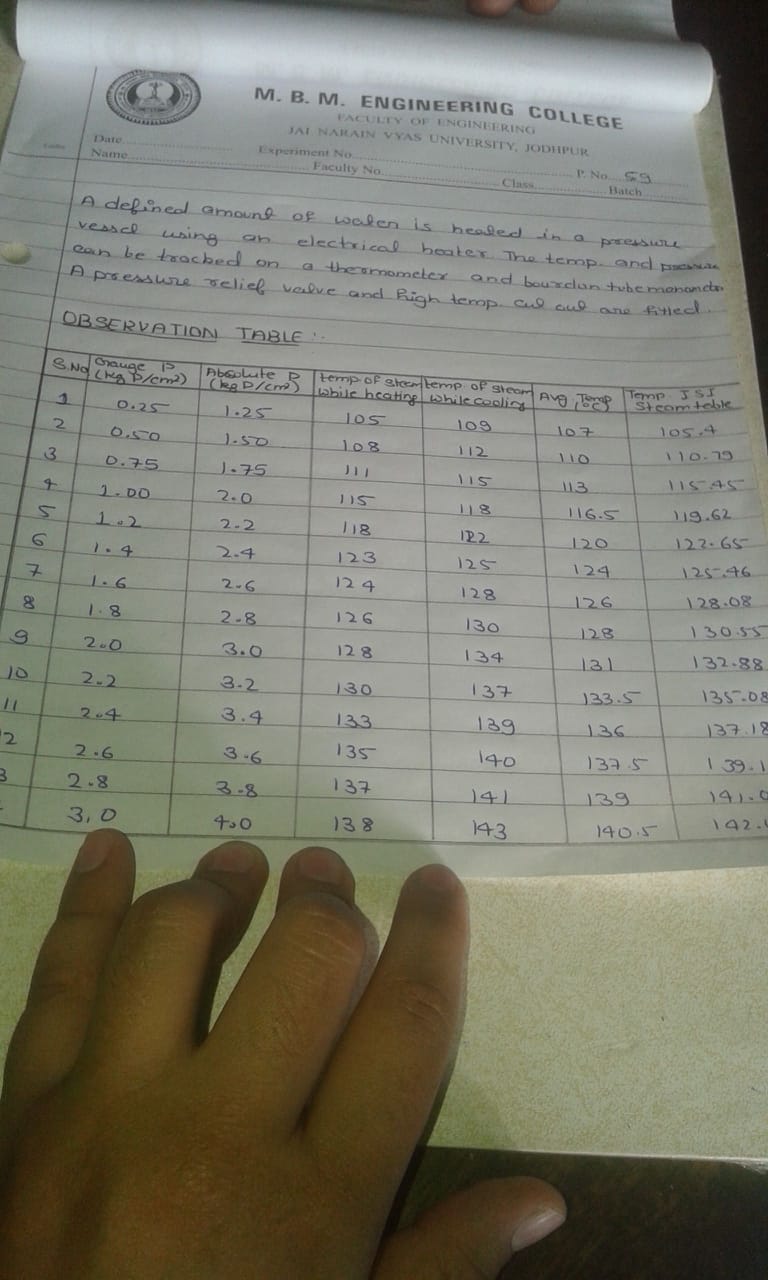 M. B. M. ENGINEERING COLLEGE
FACULTY OF ENGINEERING
JAI NARAIN VYAS UNIVERSITY, JODHPUR
Date Experiment No. P. No. 59
Name Faculty No. Class Batch
A defined amount of water is heated in a pressure
vessel using an electrical heater. The temp. and pressure
can be tracked on a thermometer and bourdun tube
A pressure relief valve and high temp. cut out are fitted.
OBSERVATION TABLE :-
S.No Gauge P (kg P/cm2) Absolute P (kg P/cm2) temp of steam while heating temp. of steam while cooling Avg Temp (°C) Temp. ISI Steam table
1 0.25 1.25 105 109 107 105.4
2 0.50 1.50 108 112 110 110.79
3 0.75 1.75 111 115 113 115.45
4 1.00 2.0 115 118 116.5 119.62
5 1.2 2.2 118 122 120 122.65
6 1.4 2.4 123 125 124 125.46
7 1.6 2.6 124 128 126 128.08
8 1.8 2.8 126 130 128 130.55
9 2.0 3.0 128 134 131 132.88
10 2.2 3.2 130 137 133.5 135.08
11 2.4 3.4 133 139 136 137.18
2 2.6 3.6 135 140 137.5 139.1
3 2.8 3.8 137 141 139 141.0
3.0 4.0 138 143 140.5 142.